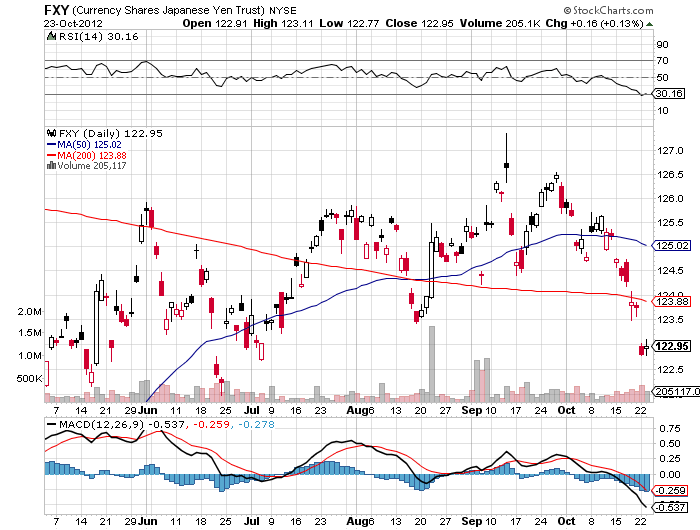 FXY (Currency Shares Japanese Yen Trust) NYSE © StockCharts.com
23-Oct-2012 Open 122.91 High 123.11 Low 122.77 Close 122.95 Volume 205.1K Chg +0.16 (+0.13%)
RSI(14) 30.16
90
70
50
30.16
10
FXY (Daily) 122.95
MA(50) 125.02
MA(200) 123.88
Volume 205,117
127.0
126.5
126.0
125.5
125.02
124.5
124.0
123.88
123.5
122.95
122.5
205117.0
2.0M
1.5M
1.0M
500K
7 14 21 29 Jun 11 18 25 Jul 9 16 23 Aug 6 13 20 27 Sep 10 17 24 Oct 8 15 22
MACD(12,26,9) -0.537, -0.259, -0.278
0.75
0.50
0.25
0.00
-0.259
-0.537
7 14 21 29 Jun 11 18 25 Jul 9 16 23 Aug 6 13 20 27 Sep 10 17 24 Oct 8 15 22